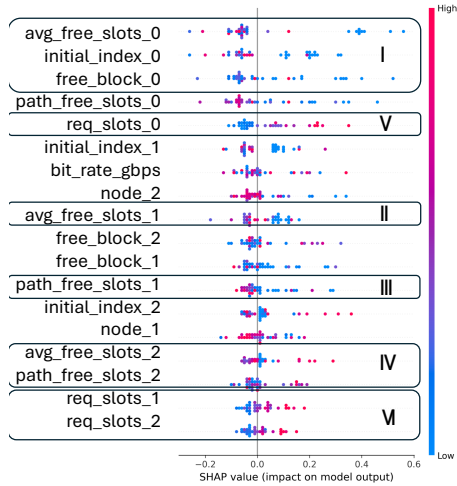 High
avg_free_slots_0
initial_index_0 Ⅰ
free_block_0
path_free_slots_0
req_slots_0 Ⅴ
initial_index_1
bit_rate_gbps
node_2
avg_free_slots_1 Ⅱ
free_block_2
free_block_1
path_free_slots_1 Ⅲ
initial_index_2
node_1
avg_free_slots_2 Ⅳ
path_free_slots_2
req_slots_1 Ⅵ
req_slots_2
Low
−0.2 0.0 0.2 0.4 0.6
SHAP value (impact on model output)